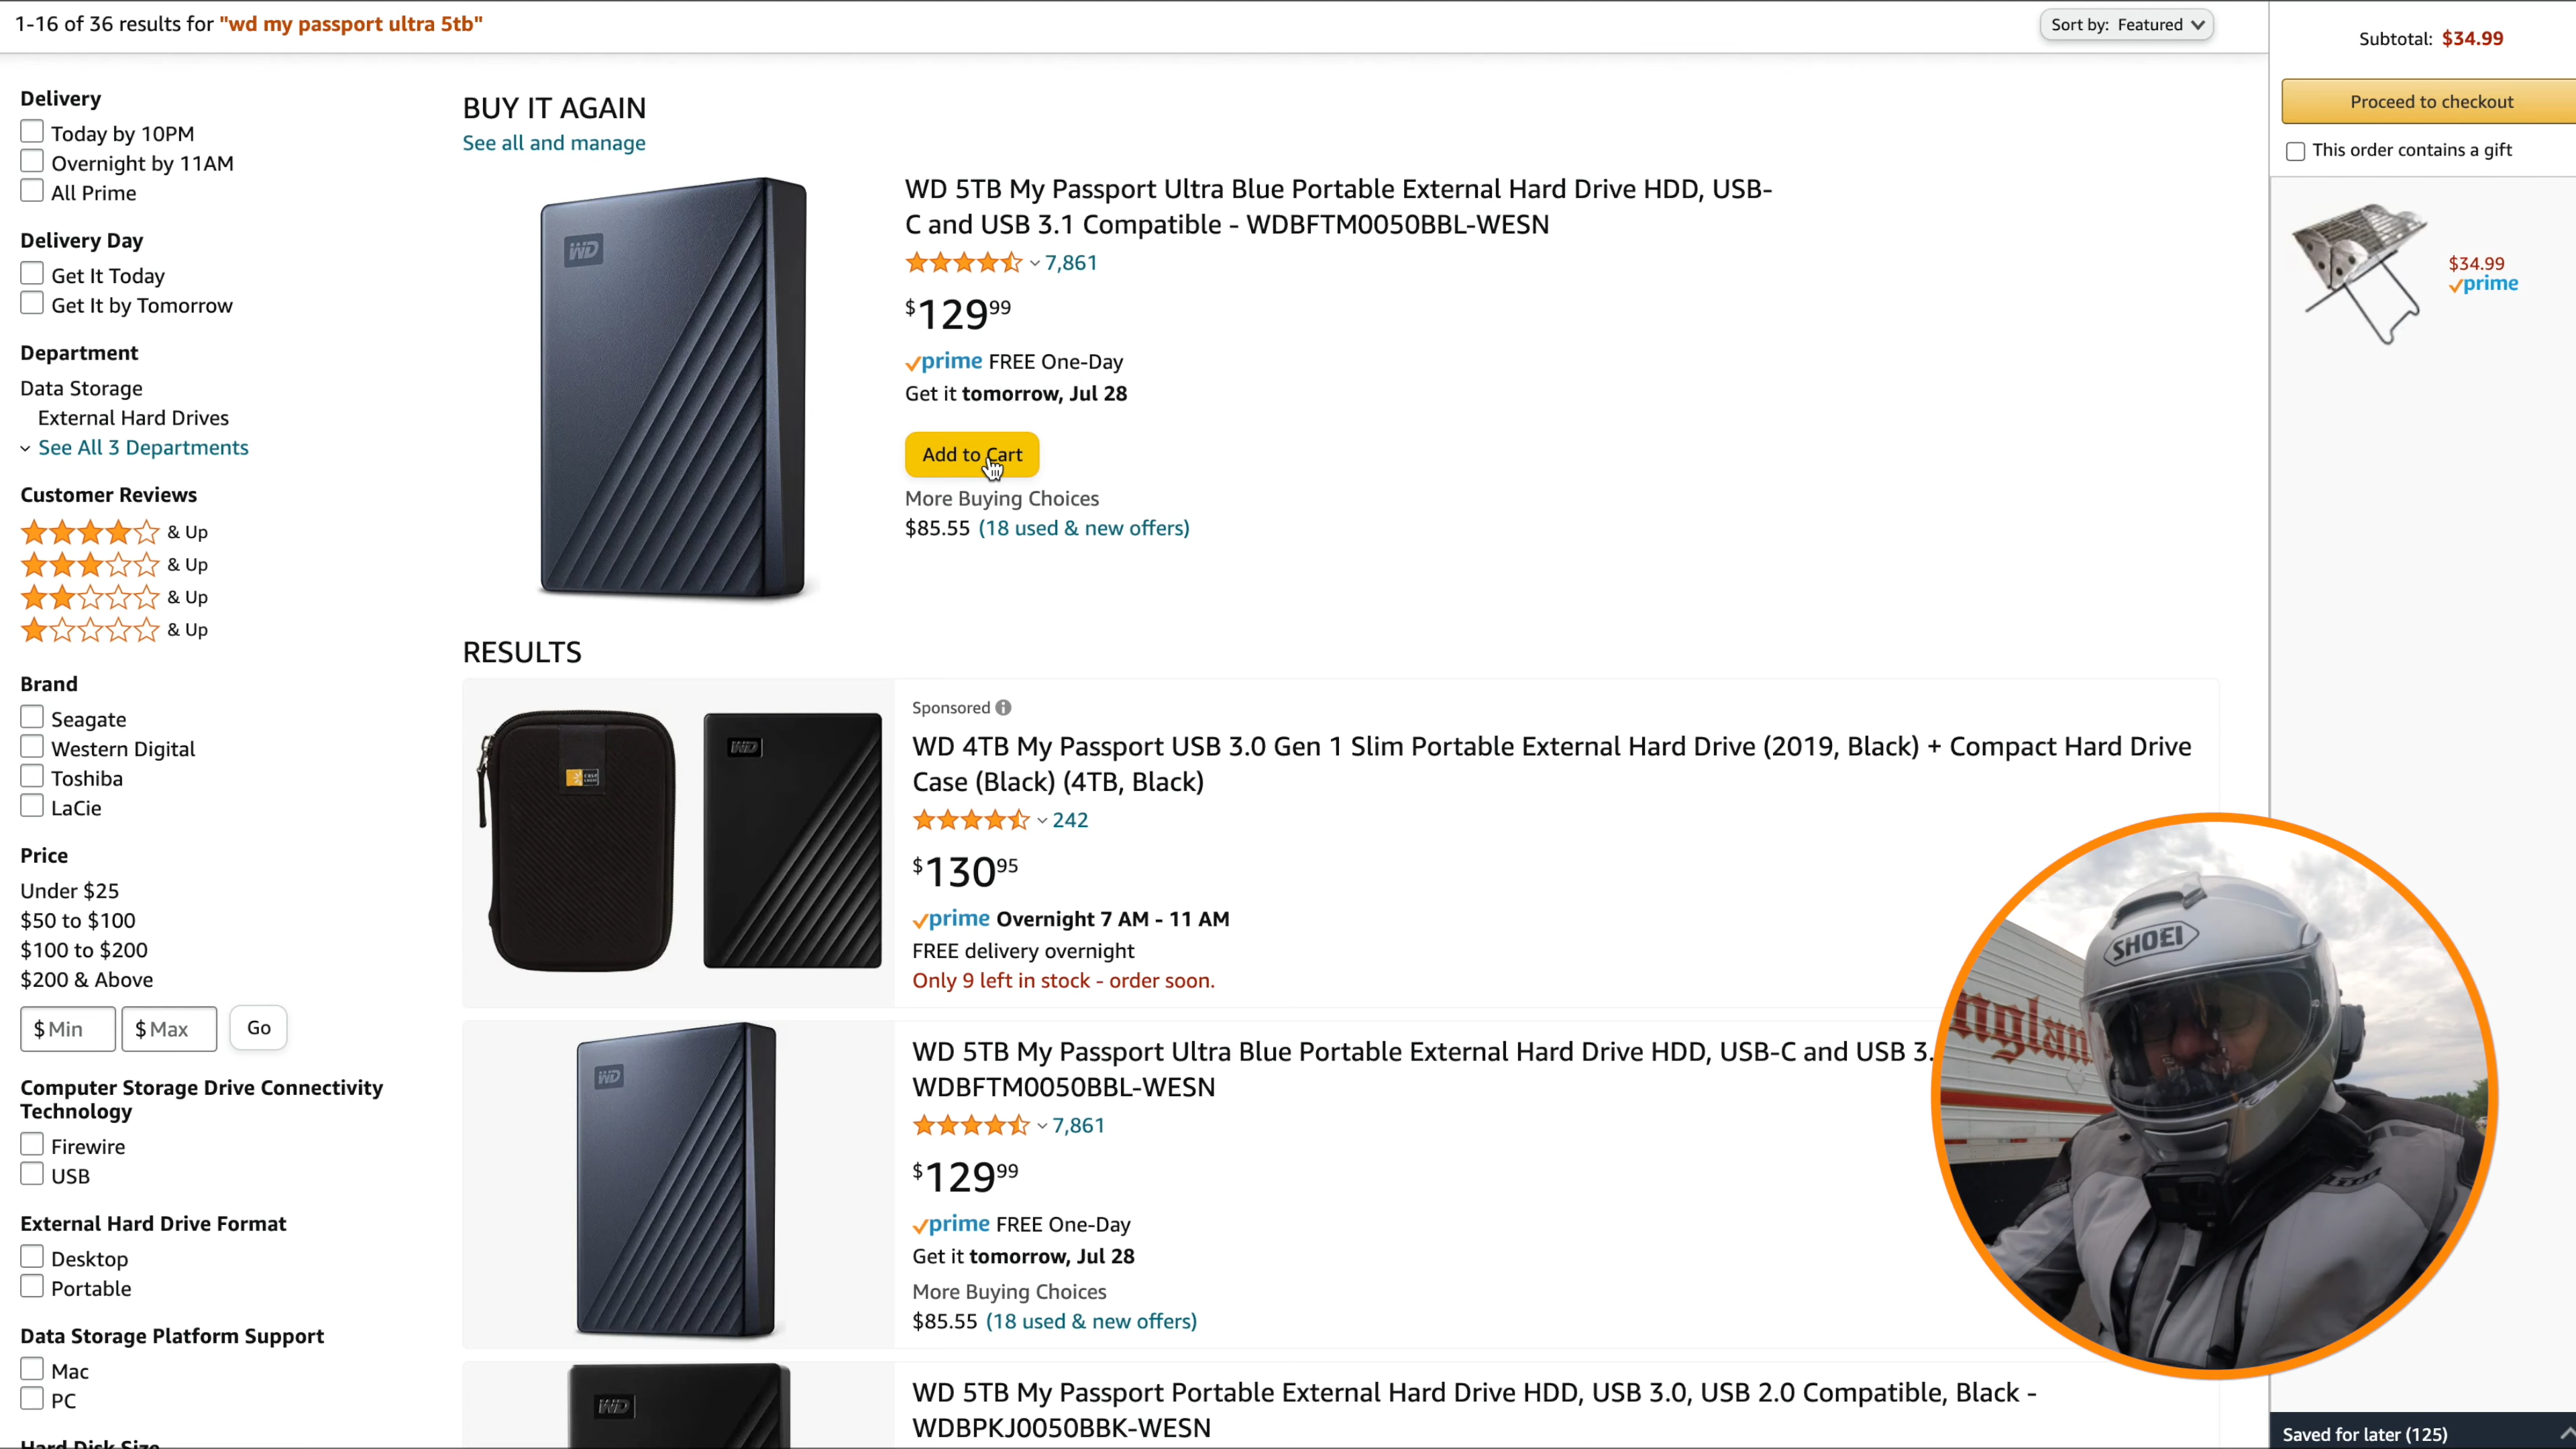 1-16 of 36 results for "wd my passport ultra 5tb"
Sort by: Featured
Delivery
Today by 10PM
Overnight by 11AM
All Prime
Delivery Day
Get It Today
Get It by Tomorrow
Department
Data Storage
External Hard Drives
See All 3 Departments
Customer Reviews
& Up
& Up
& Up
& Up
Brand
Seagate
Western Digital
Toshiba
LaCie
Price
Under $25
$50 to $100
$100 to $200
$200 & Above
$ Min $ Max Go
Computer Storage Drive Connectivity
Technology
Firewire
USB
External Hard Drive Format
Desktop
Portable
Data Storage Platform Support
Mac
PC
Hard Disk Size
BUY IT AGAIN
See all and manage
WD
WD 5TB My Passport Ultra Blue Portable External Hard Drive HDD, USB-
C and USB 3.1 Compatible - WDBFTM0050BBL-WESN
7,861
$129.99
prime FREE One-Day
Get it tomorrow, Jul 28
Add to Cart
More Buying Choices
$85.55 (18 used & new offers)
RESULTS
WD
Sponsored
WD 4TB My Passport USB 3.0 Gen 1 Slim Portable External Hard Drive (2019, Black) + Compact Hard Drive
Case (Black) (4TB, Black)
242
$130.95
prime Overnight 7 AM - 11 AM
FREE delivery overnight
Only 9 left in stock - order soon.
WD
WD 5TB My Passport Ultra Blue Portable External Hard Drive HDD, USB-C and USB 3.
WDBFTM0050BBL-WESN
7,861
$129.99
prime FREE One-Day
Get it tomorrow, Jul 28
More Buying Choices
$85.55 (18 used & new offers)
WD
WD 5TB My Passport Portable External Hard Drive HDD, USB 3.0, USB 2.0 Compatible, Black -
WDBPKJ0050BBK-WESN
Subtotal: $34.99
Proceed to checkout
This order contains a gift
$34.99
prime
SHOEI
Saved for later (125)